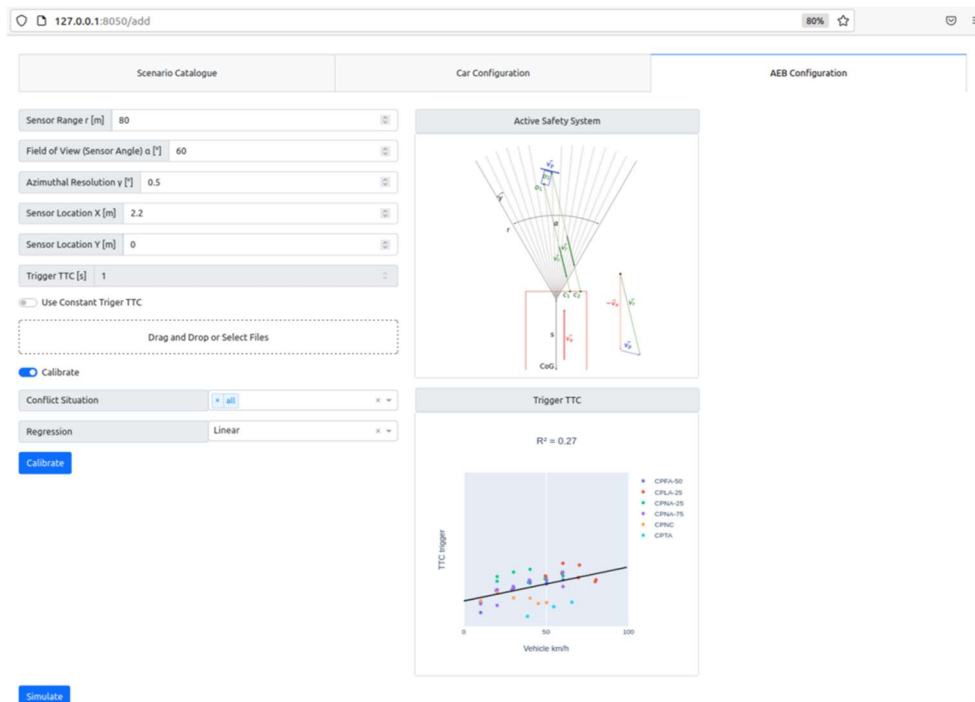 127.0.0.1:8050/add
80%
Scenario Catalogue
Car Configuration
AEB Configuration
Sensor Range r [m] 80
Field of View (Sensor Angle) α [°] 60
Azimuthal Resolution γ [°] 0.5
Sensor Location X [m] 2.2
Sensor Location Y [m] 0
Trigger TTC [s] 1
Use Constant Triger TTC
Drag and Drop or Select Files
Calibrate
Conflict Situation × all
Regression Linear
Calibrate
Simulate
Active Safety System
r
α
C₁ C₂
s
CoG
Trigger TTC
R² = 0.27
CPFA-50
CPLA-25
CPNA-25
CPNA-75
CPNC
CPTA
TTC trigger
0 50 100
Vehicle km/h